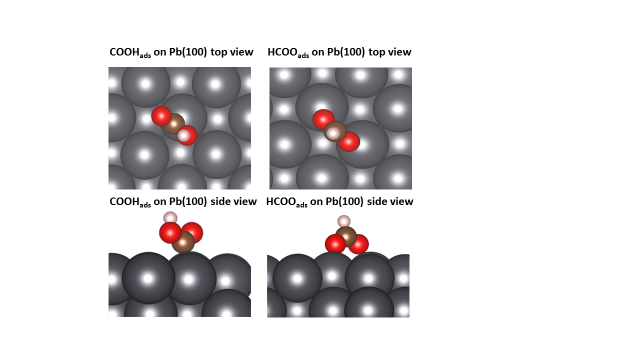 COOHads on Pb(100) top view
HCOOads on Pb(100) top view
COOHads on Pb(100) side view
HCOOads on Pb(100) side view